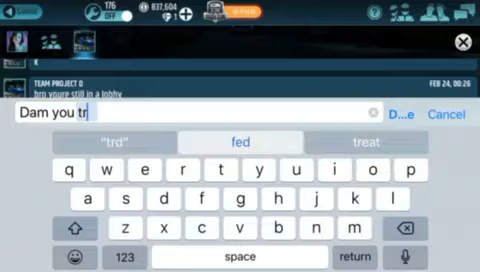 176
OFF
837,604
1
K
TEAM PROJECT D
FEB 24, 00:26
bro youre still in a lobby
Dam you tr
D...e
Cancel
"trd"
fed
treat
q w e r t y u i o p
a s d f g h j k l
z x c v b n m
123
space
return